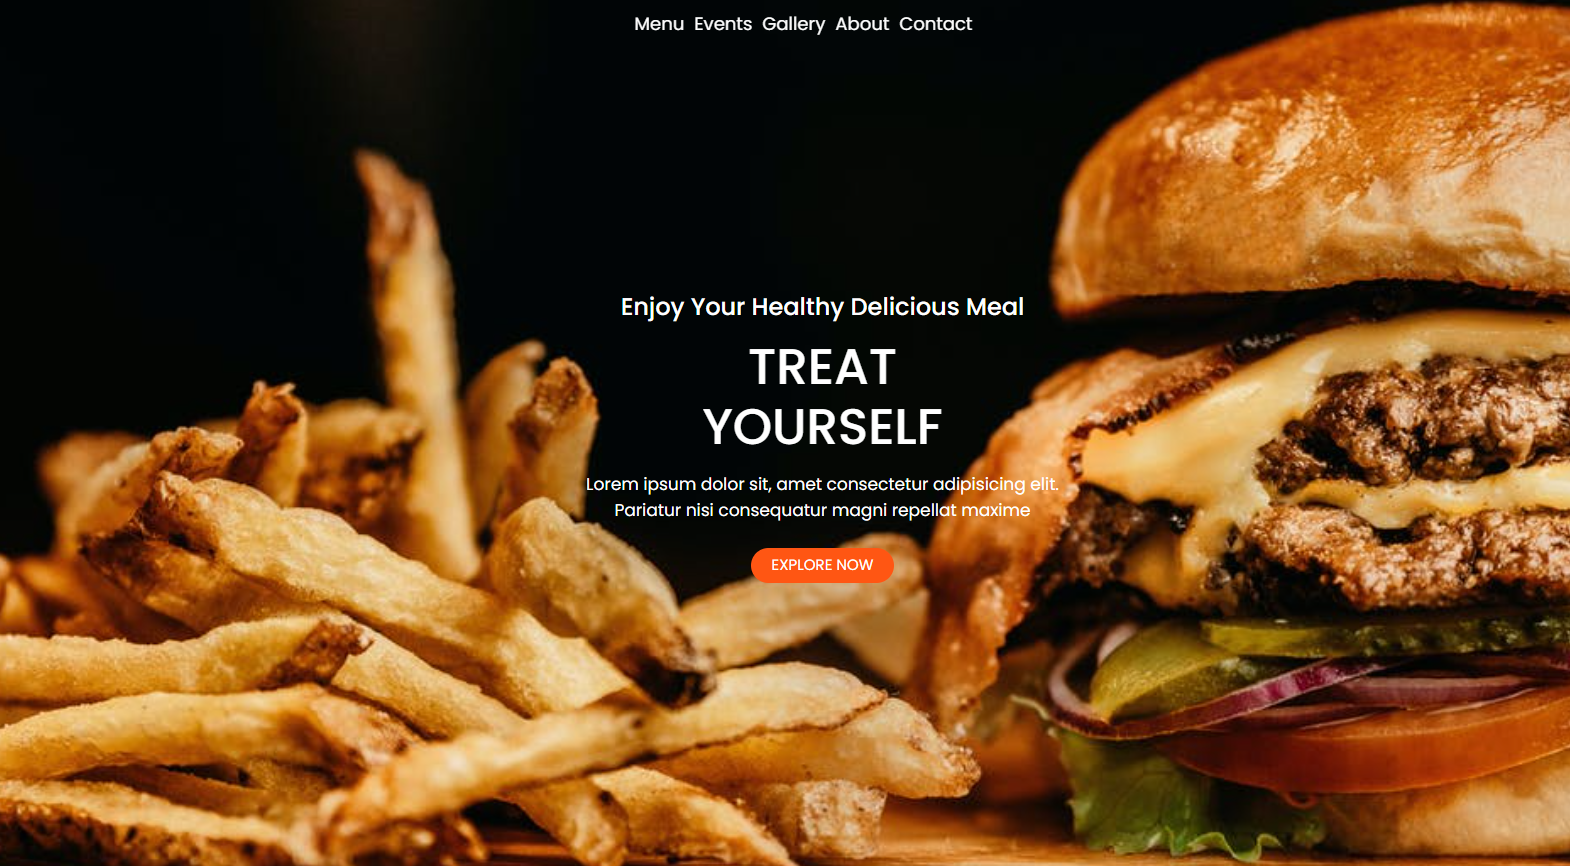 Menu Events Gallery About Contact
Enjoy Your Healthy Delicious Meal
TREAT
YOURSELF
Lorem ipsum dolor sit, amet consectetur adipisicing elit.
Pariatur nisi consequatur magni repellat maxime
EXPLORE NOW